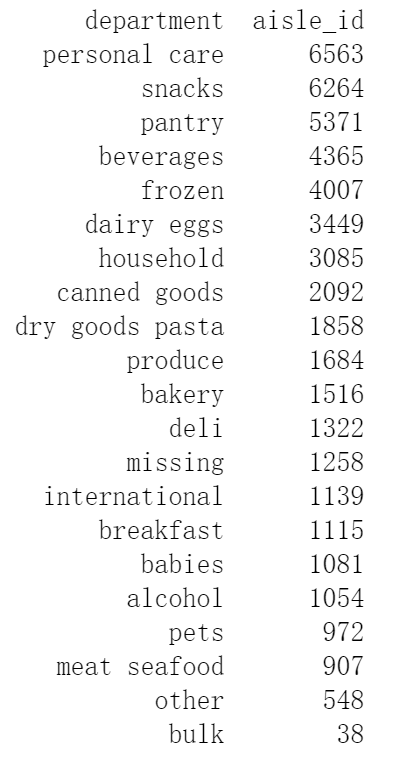 department aisle_id
personal care 6563
snacks 6264
pantry 5371
beverages 4365
frozen 4007
dairy eggs 3449
household 3085
canned goods 2092
dry goods pasta 1858
produce 1684
bakery 1516
deli 1322
missing 1258
international 1139
breakfast 1115
babies 1081
alcohol 1054
pets 972
meat seafood 907
other 548
bulk 38